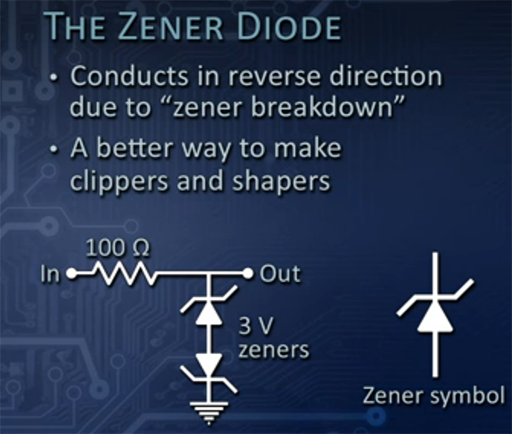 THE ZENER DIODE
• Conducts in reverse direction
due to “zener breakdown”
• A better way to make
clippers and shapers
100 Ω
In
Out
3 V
zeners
Zener symbol